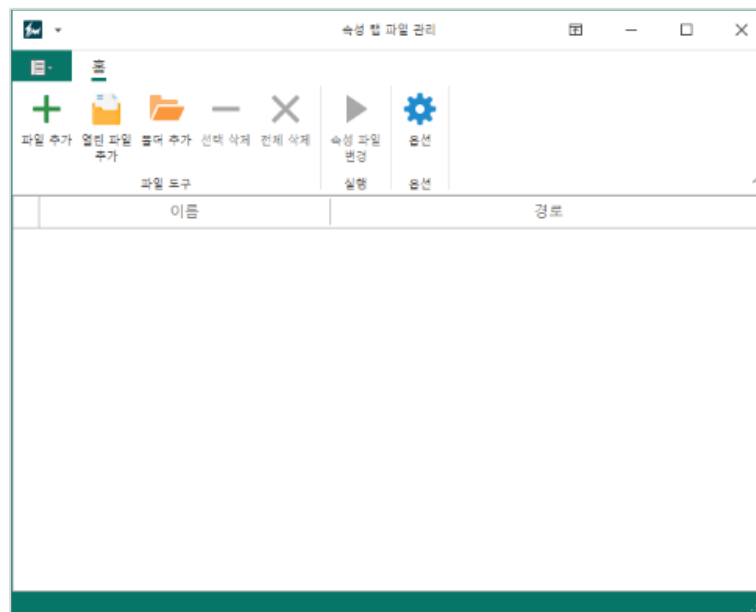 속성 탭 파일 관리
홈
파일 추가 열린 파일 추가 폴더 추가 선택 삭제 전체 삭제 속성 파일 변경 옵션
파일 도구 실행 옵션
이름 경로